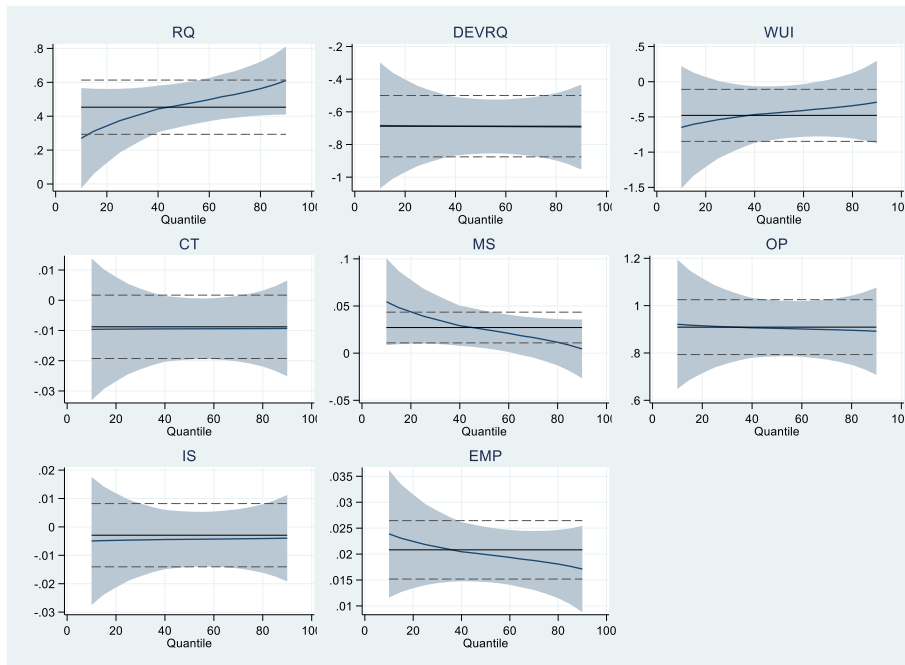 RQ
.8
.6
.4
.2
0
0 20 40 60 80 100
Quantile
DEVRQ
-.2
-.4
-.6
-.8
-1
0 20 40 60 80 100
Quantile
WUI
.5
0
-.5
-1
-1.5
0 20 40 60 80 100
Quantile
CT
.01
0
-.01
-.02
-.03
0 20 40 60 80 100
Quantile
MS
.1
.05
0
-.05
0 20 40 60 80 100
Quantile
OP
1.2
1
.8
.6
0 20 40 60 80 100
Quantile
IS
.02
.01
0
-.01
-.02
-.03
0 20 40 60 80 100
Quantile
EMP
.035
.03
.025
.02
.015
.01
0 20 40 60 80 100
Quantile